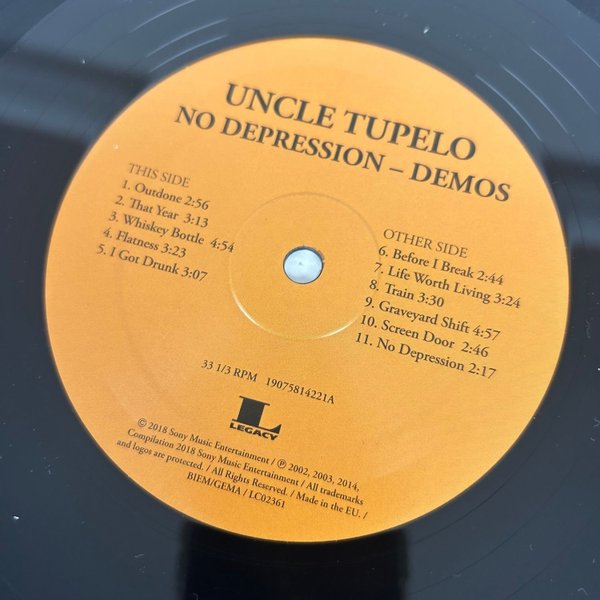 UNCLE TUPELO
NO DEPRESSION – DEMOS
THIS SIDE
1. Outdone 2:56
2. That Year 3:13
3. Whiskey Bottle 4:54
4. Flatness 3:23
5. I Got Drunk 3:07
OTHER SIDE
6. Before I Break 2:44
7. Life Worth Living 3:24
8. Train 3:30
9. Graveyard Shift 4:57
10. Screen Door 2:46
11. No Depression 2:17
33 1/3 RPM 19075814221A
L
LEGACY
© 2018 Sony Music Entertainment / ℗ 2002, 2003, 2014,
Compilation 2018 Sony Music Entertainment / All trademarks
and logos are protected. / All Rights Reserved. / Made in the EU. /
BIEM/GEMA / LC02361